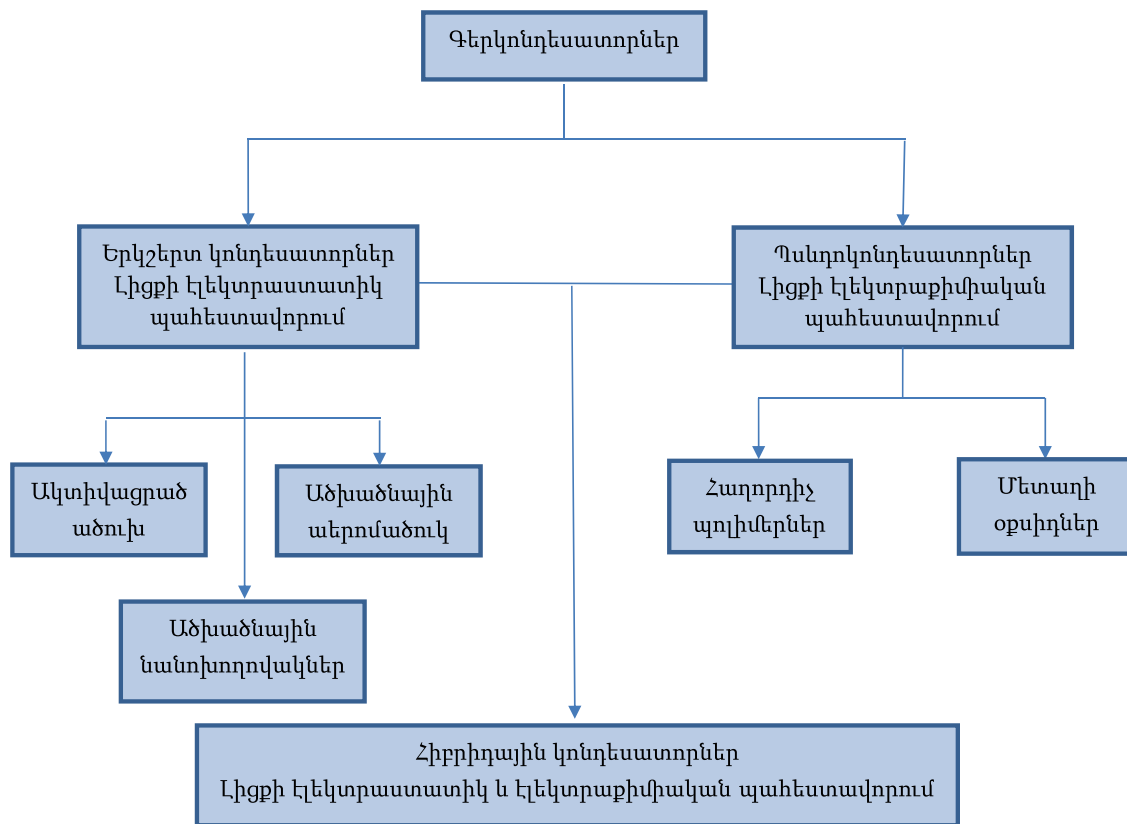 Գերկոնդեսատորներ
Երկշերտ կոնդեսատորներ
Լիցքի էլեկտրաստատիկ
պահեստավորում
Պսևդոկոնդեսատորներ
Լիցքի էլեկտրաքիմիական
պահեստավորում
Ակտիվացրած
ածուխ
Ածխածնային
աերոմածուկ
Հաղորդիչ
պոլիմերներ
Մետաղի
օքսիդներ
Ածխածնային
նանոխողովակներ
Հիբրիդային կոնդեսատորներ
Լիցքի էլեկտրաստատիկ և էլեկտրաքիմիական պահեստավորում